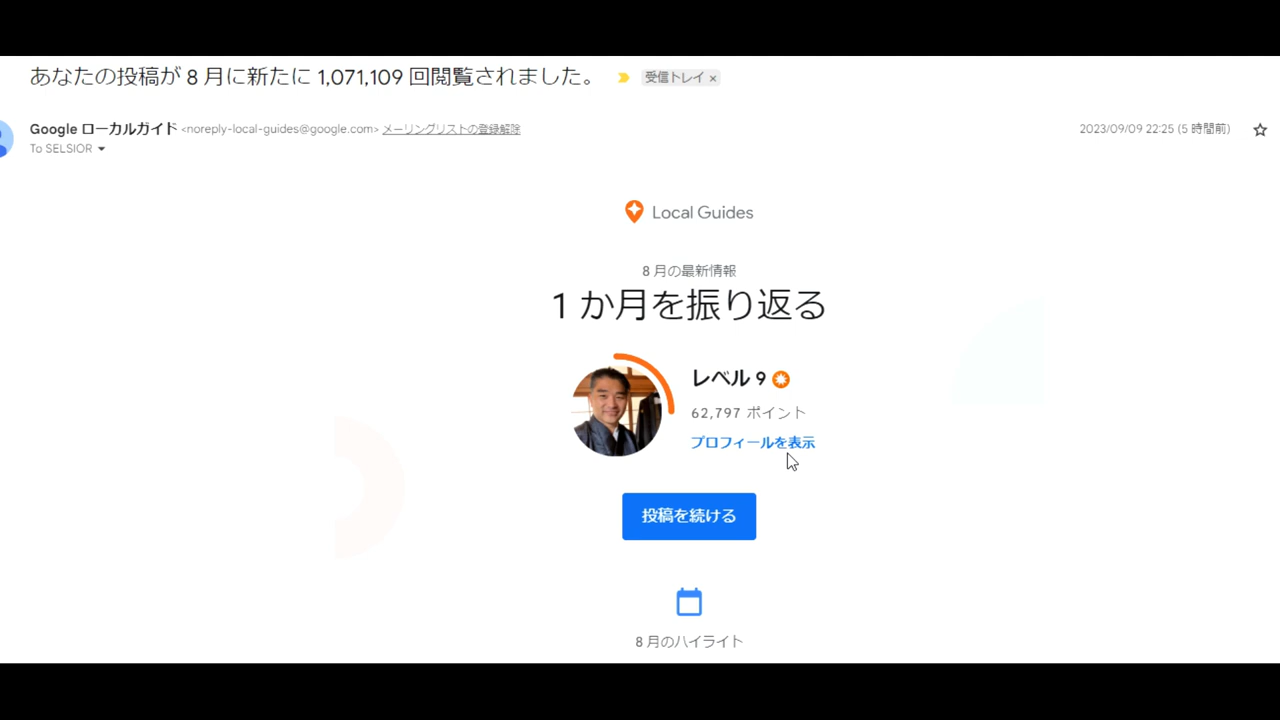 あなたの投稿が 8 月に新たに 1,071,109 回閲覧されました。 受信トレイ ×
Google ローカルガイド <noreply-local-guides@google.com> メーリングリストの登録解除 2023/09/09 22:25 (5 時間前)
To SELSIOR
Local Guides
8 月の最新情報
1 か月を振り返る
レベル 9
62,797 ポイント
プロフィールを表示
投稿を続ける
8 月のハイライト